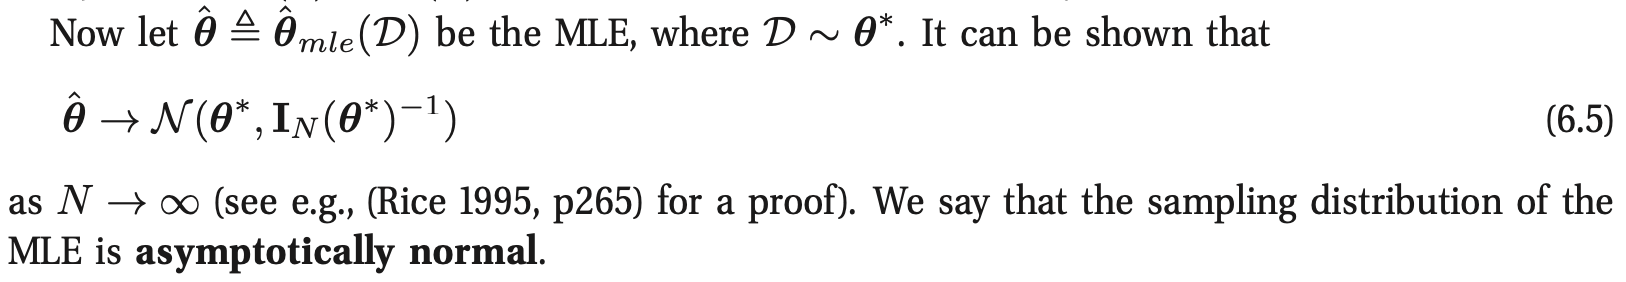 Now let θ̂ ≜ θ̂_mle(𝒟) be the MLE, where 𝒟 ∼ θ*. It can be shown that
θ̂ → 𝒩(θ*, I_N(θ*)⁻¹) (6.5)
as N → ∞ (see e.g., (Rice 1995, p265) for a proof). We say that the sampling distribution of the
MLE is asymptotically normal.